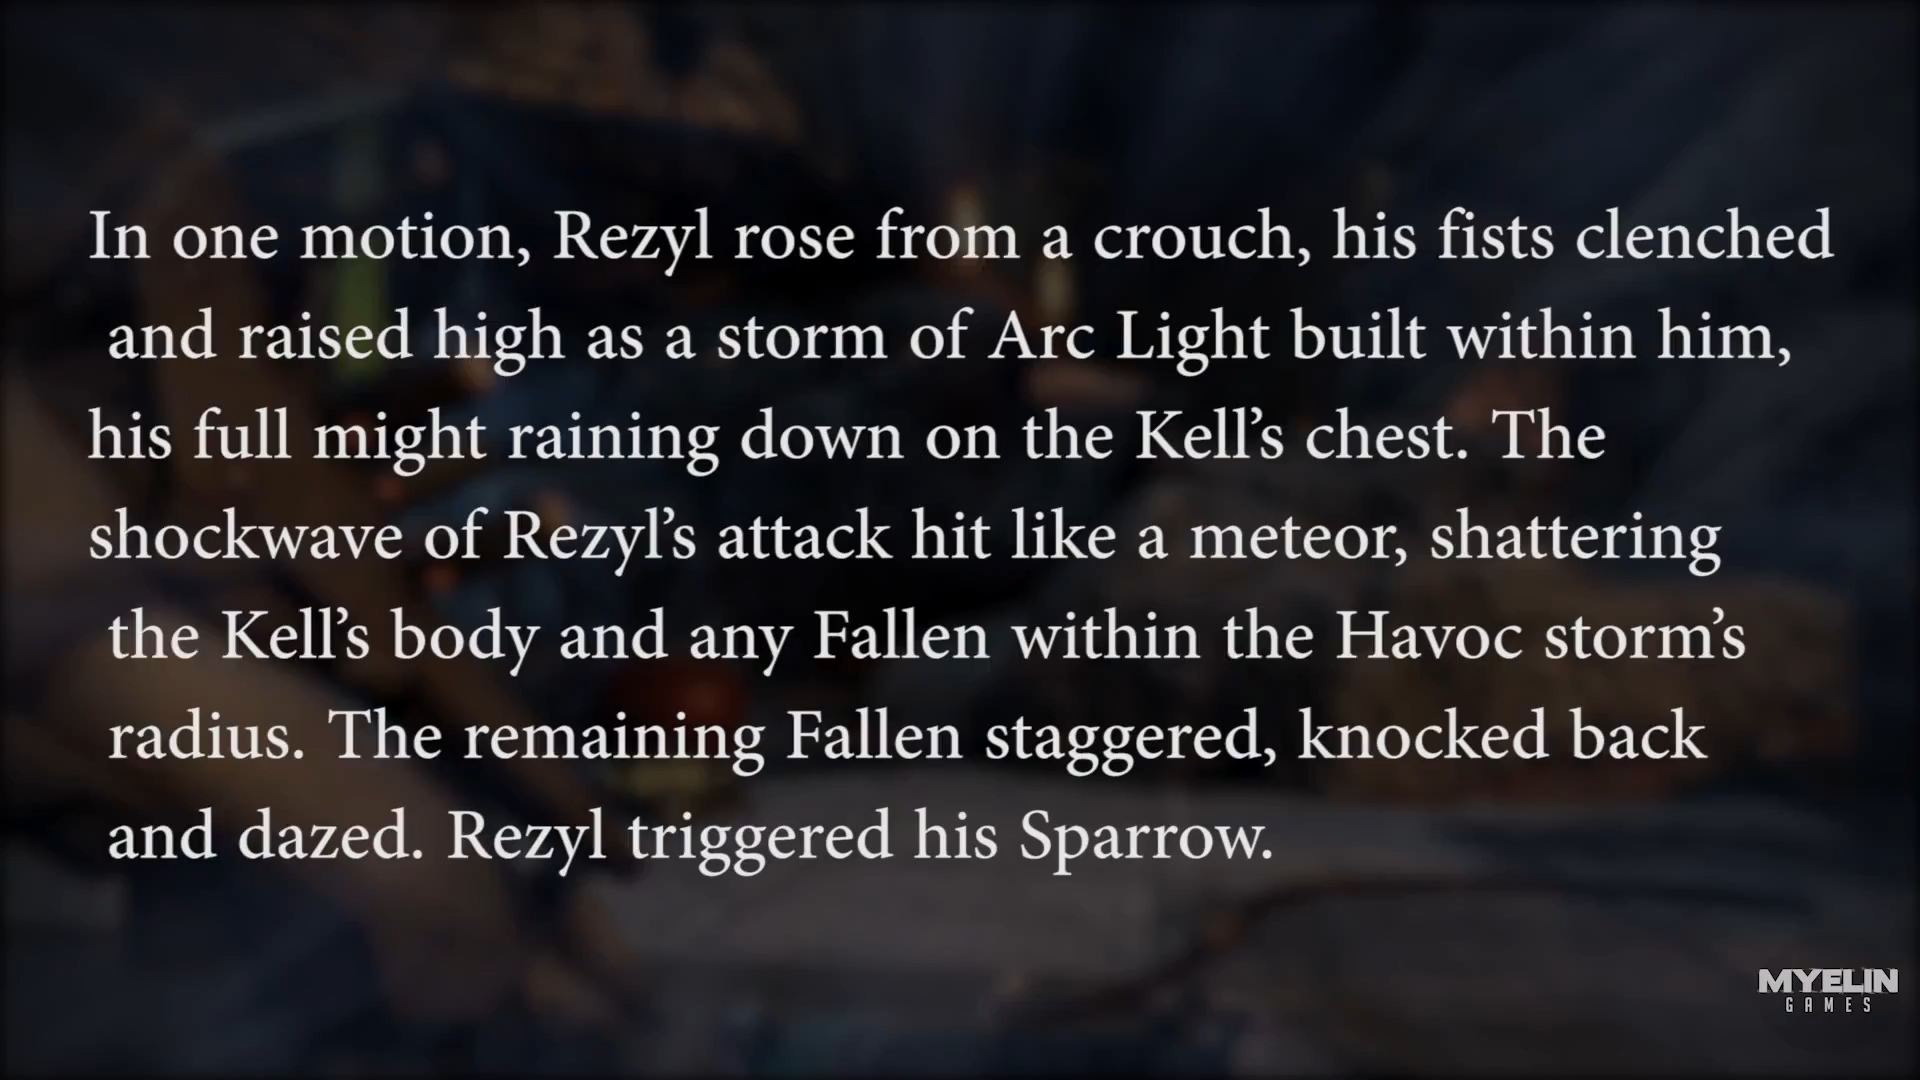 In one motion, Rezyl rose from a crouch, his fists clenched
and raised high as a storm of Arc Light built within him,
his full might raining down on the Kell’s chest. The
shockwave of Rezyl’s attack hit like a meteor, shattering
the Kell’s body and any Fallen within the Havoc storm’s
radius. The remaining Fallen staggered, knocked back
and dazed. Rezyl triggered his Sparrow.
MYELIN
GAMES